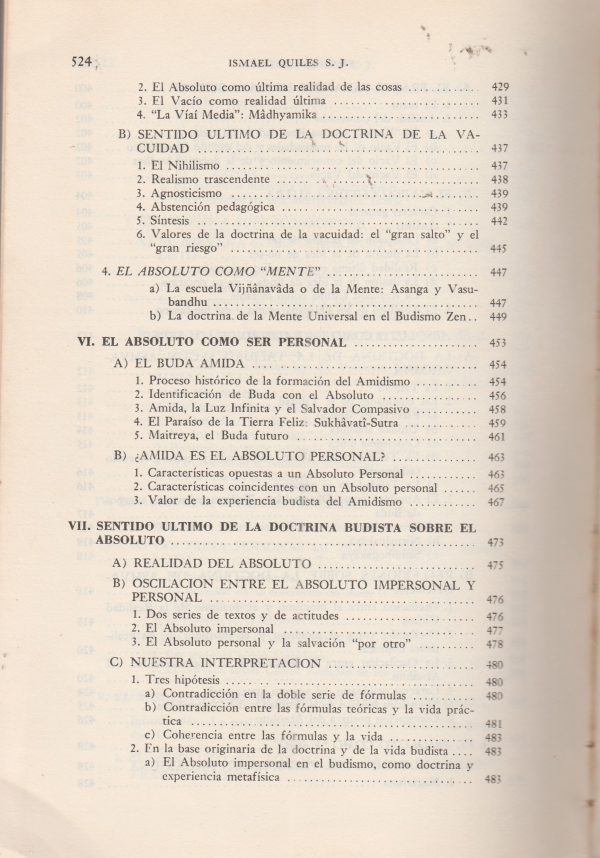 524
ISMAEL QUILES S. J.
2. El Absoluto como última realidad de las cosas ............ 429
3. El Vacío como realidad última ..................... 431
4. "La Víaí Media": Mâdhyamika ..................... 433
B) SENTIDO ULTIMO DE LA DOCTRINA DE LA VA-
CUIDAD ........................................ 437
1. El Nihilismo ..................................... 437
2. Realismo trascendente ............................. 438
3. Agnosticismo ..................................... 439
4. Abstención pedagógica ............................. 439
5. Síntesis ........................................ 442
6. Valores de la doctrina de la vacuidad: el "gran salto" y el
"gran riesgo" .................................... 445
4. EL ABSOLUTO COMO "MENTE" ..................... 447
a) La escuela Vijñânavâda o de la Mente: Asanga y Vasu-
bandhu ....................................... 447
b) La doctrina de la Mente Universal en el Budismo Zen.. 449
VI. EL ABSOLUTO COMO SER PERSONAL .................. 453
A) EL BUDA AMIDA .................................. 454
1. Proceso histórico de la formación del Amidismo .......... 454
2. Identificación de Buda con el Absoluto ............... 456
3. Amida, la Luz Infinita y el Salvador Compasivo ......... 458
4. El Paraíso de la Tierra Feliz: Sukhâvatî-Sutra .......... 459
5. Maitreya, el Buda futuro ........................... 461
B) ¿AMIDA ES EL ABSOLUTO PERSONAL? .............. 463
1. Características opuestas a un Absoluto Personal .......... 463
2. Características coincidentes con un Absoluto personal ...... 465
3. Valor de la experiencia budista del Amidismo ........... 467
VII. SENTIDO ULTIMO DE LA DOCTRINA BUDISTA SOBRE EL
ABSOLUTO ............................................ 473
A) REALIDAD DEL ABSOLUTO ......................... 475
B) OSCILACION ENTRE EL ABSOLUTO IMPERSONAL Y
PERSONAL ...................................... 476
1. Dos series de textos y de actitudes .................... 476
2. El Absoluto impersonal ............................. 477
3. El Absoluto personal y la salvación "por otro" ......... 478
C) NUESTRA INTERPRETACION ...................... 480
1. Tres hipótesis .................................... 480
a) Contradicción en la doble serie de fórmulas .......... 480
b) Contradicción entre las fórmulas teóricas y la vida prác-
tica .......................................... 481
c) Coherencia entre las fórmulas y la vida ............. 483
2. En la base originaria de la doctrina y de la vida budista .... 483
a) El Absoluto impersonal en el budismo, como doctrina y
experiencia metafísica ............................ 483